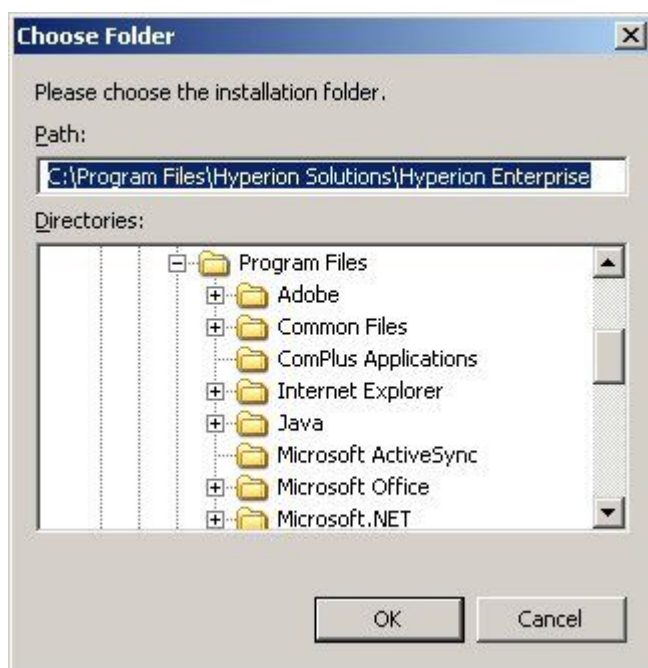 Choose Folder
Please choose the installation folder.
Path:
C:\Program Files\Hyperion Solutions\Hyperion Enterprise
Directories:
Program Files
Adobe
Common Files
ComPlus Applications
Internet Explorer
Java
Microsoft ActiveSync
Microsoft Office
Microsoft.NET
OK Cancel